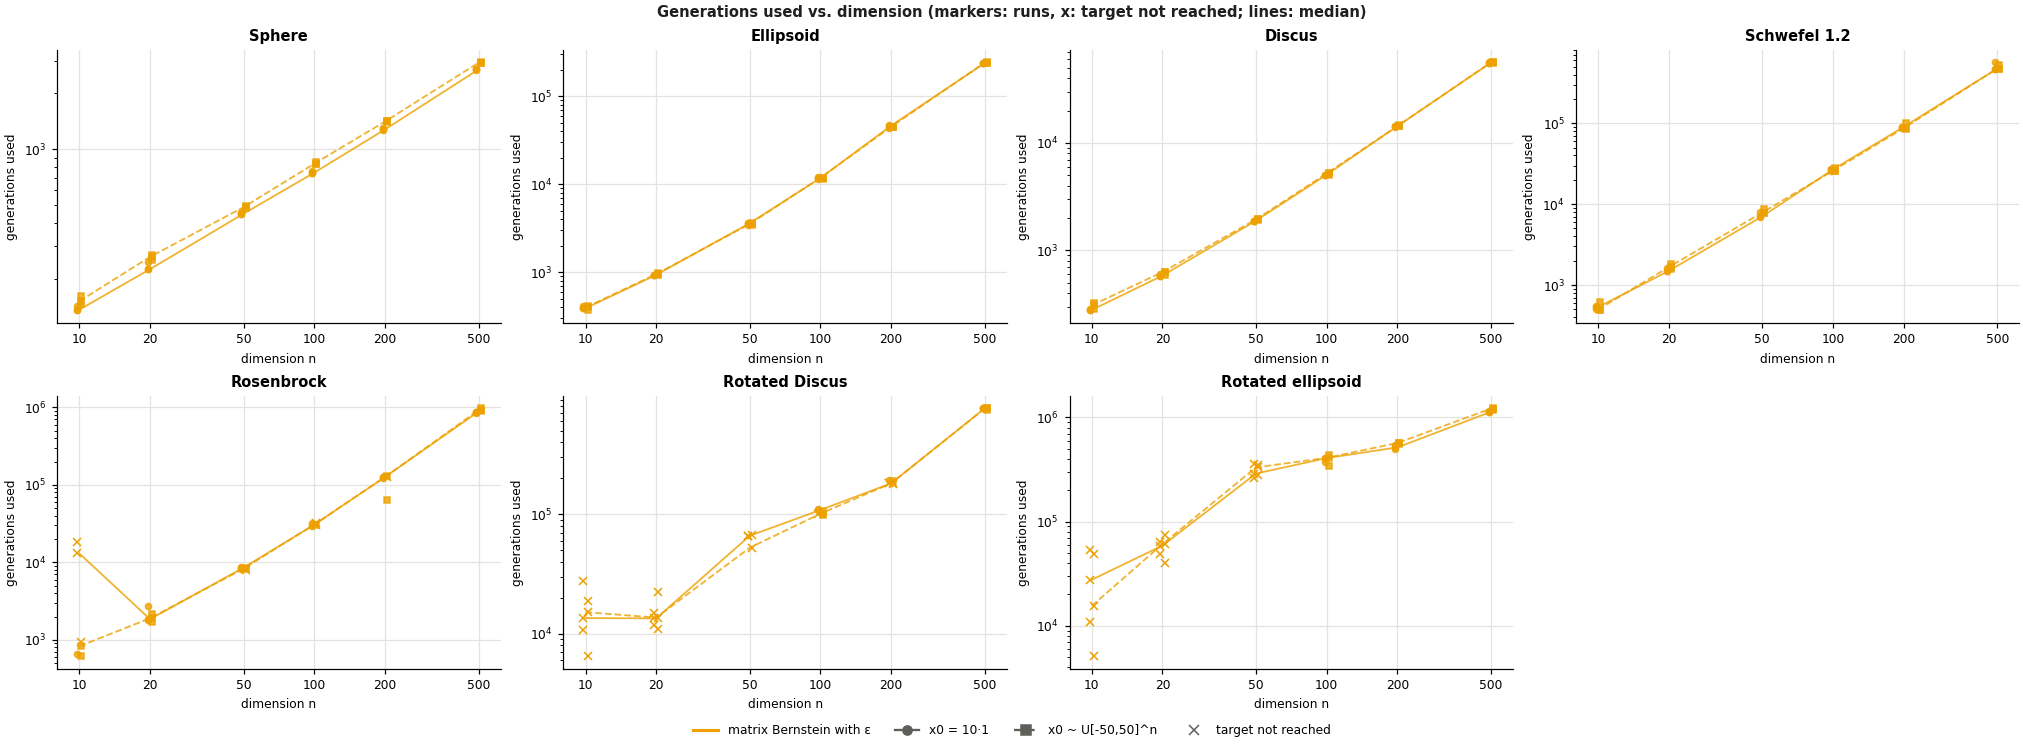 Generations used vs. dimension (markers: runs, x: target not reached; lines: median)
Sphere
generations used
10³
10
20
50
100
200
500
dimension n
Ellipsoid
generations used
10⁵
10⁴
10³
10
20
50
100
200
500
dimension n
Discus
generations used
10⁴
10³
10
20
50
100
200
500
dimension n
Schwefel 1.2
generations used
10⁵
10⁴
10³
10
20
50
100
200
500
dimension n
Rosenbrock
generations used
10⁶
10⁵
10⁴
10³
10
20
50
100
200
500
dimension n
Rotated Discus
generations used
10⁵
10⁴
10
20
50
100
200
500
dimension n
Rotated ellipsoid
generations used
10⁶
10⁵
10⁴
10
20
50
100
200
500
dimension n
matrix Bernstein with ε
x0 = 10·1
x0 ~ U[-50,50]^n
target not reached